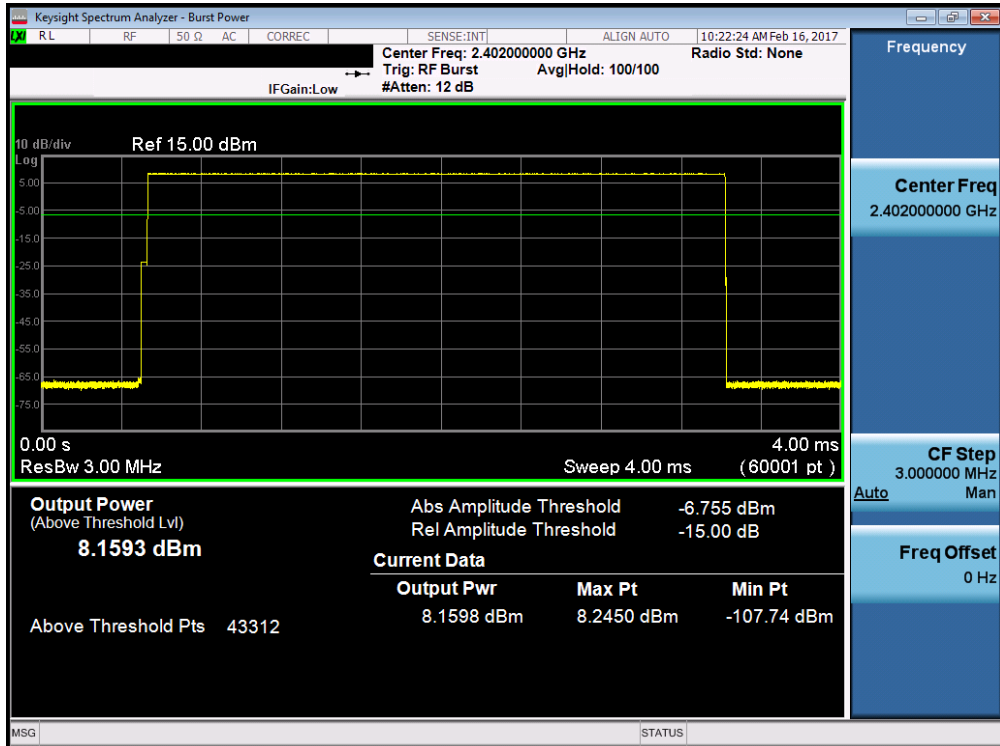 Keysight Spectrum Analyzer - Burst Power
LXI RL RF 50 Ω AC CORREC SENSE:INT ALIGN AUTO 10:22:24 AM Feb 16, 2017
Center Freq: 2.402000000 GHz Radio Std: None
Trig: RF Burst Avg|Hold: 100/100
IFGain:Low #Atten: 12 dB
10 dB/div Ref 15.00 dBm
Log
5.00
-5.00
-15.0
-25.0
-35.0
-45.0
-55.0
-65.0
-75.0
0.00 s 4.00 ms
ResBw 3.00 MHz Sweep 4.00 ms (60001 pt)
Output Power
(Above Threshold Lvl)
8.1593 dBm
Above Threshold Pts 43312
Abs Amplitude Threshold -6.755 dBm
Rel Amplitude Threshold -15.00 dB
Current Data
Output Pwr Max Pt Min Pt
8.1598 dBm 8.2450 dBm -107.74 dBm
Frequency
Center Freq
2.402000000 GHz
CF Step
3.000000 MHz
Auto Man
Freq Offset
0 Hz
MSG STATUS